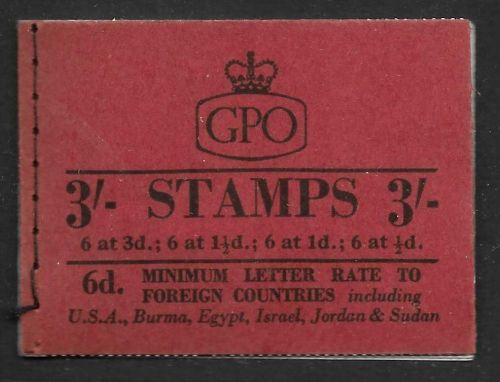 GPO
3/- STAMPS 3/-
6 at 3d.; 6 at 1½d.; 6 at 1d.; 6 at ½d.
6d. MINIMUM LETTER RATE TO
FOREIGN COUNTRIES including
U.S.A., Burma, Egypt, Israel, Jordan & Sudan